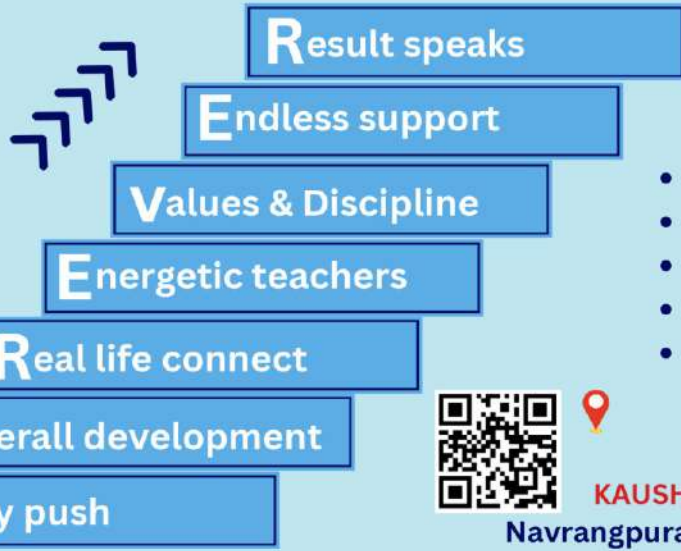 Result speaks
Endless support
Values & Discipline
Energetic teachers
Real life connect
erall development
y push
KAUSH
Navrangpura